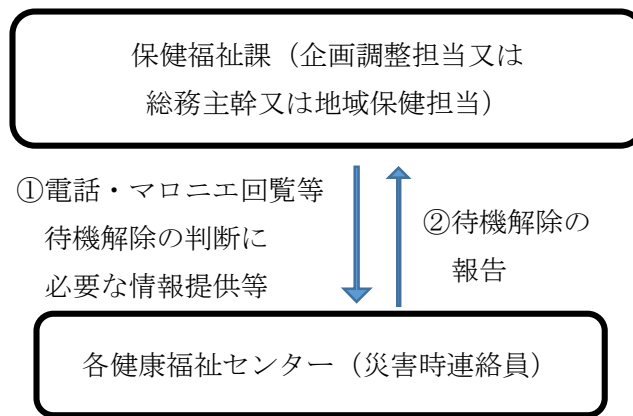 保健福祉課（企画調整担当又は
総務主幹又は地域保健担当）
①電話・マロニエ回覧等
待機解除の判断に
必要な情報提供等
②待機解除の
報告
各健康福祉センター（災害時連絡員）